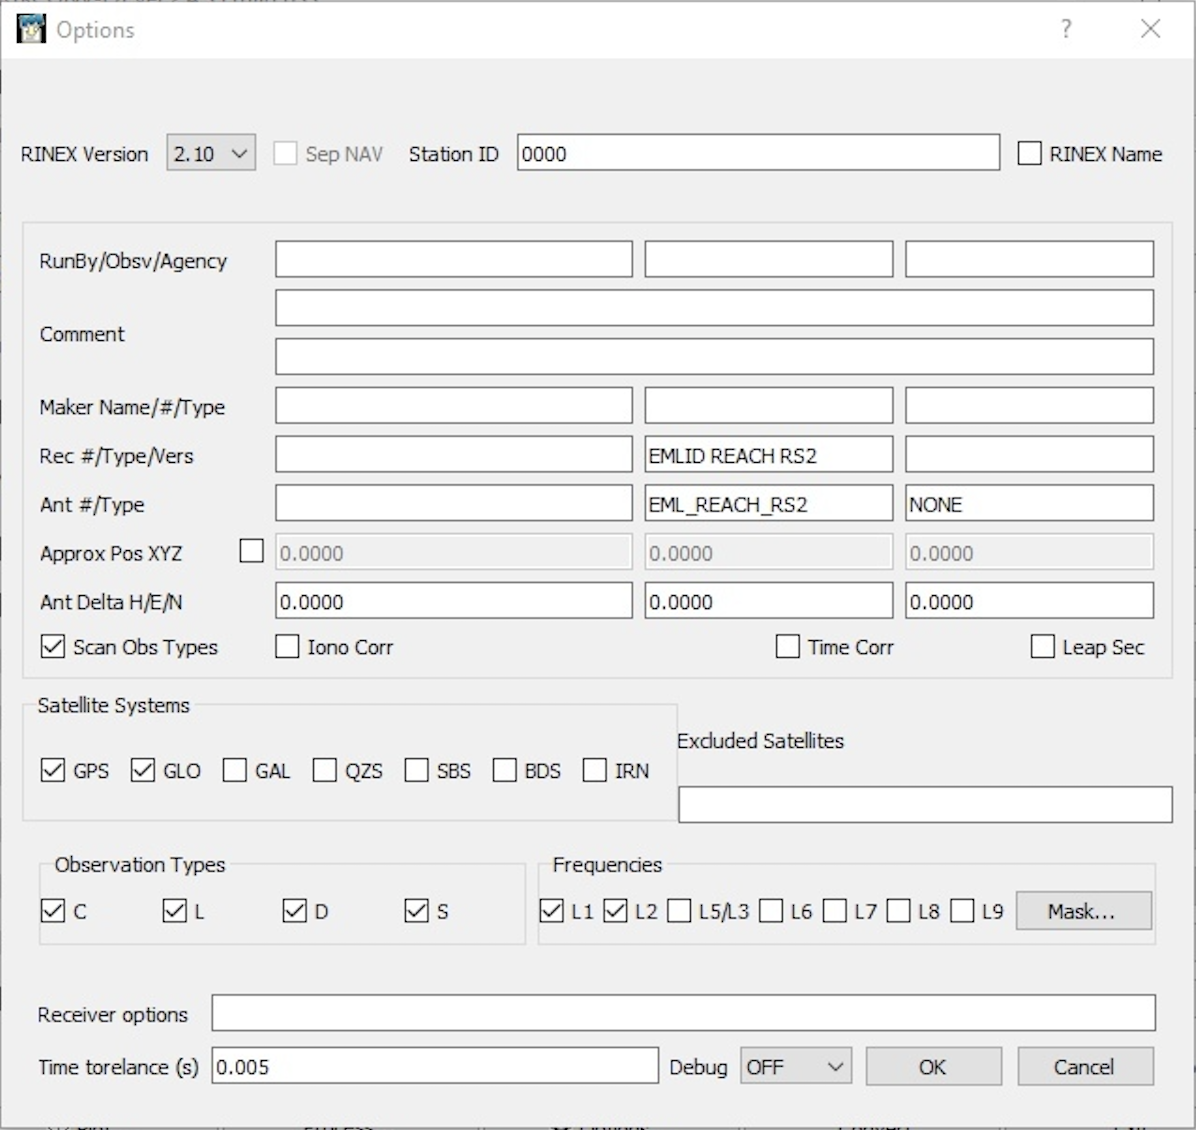 Options
RINEX Version 2.10 Sep NAV Station ID 0000 RINEX Name
RunBy/Obsv/Agency
Comment
Maker Name/#/Type
Rec #/Type/Vers EMLID REACH RS2
Ant #/Type EML_REACH_RS2 NONE
Approx Pos XYZ 0.0000 0.0000 0.0000
Ant Delta H/E/N 0.0000 0.0000 0.0000
Scan Obs Types Iono Corr Time Corr Leap Sec
Satellite Systems
Excluded Satellites
GPS GLO GAL QZS SBS BDS IRN
Observation Types Frequencies
C L D S L1 L2 L5/L3 L6 L7 L8 L9 Mask...
Receiver options
Time torelance (s) 0.005 Debug OFF OK Cancel